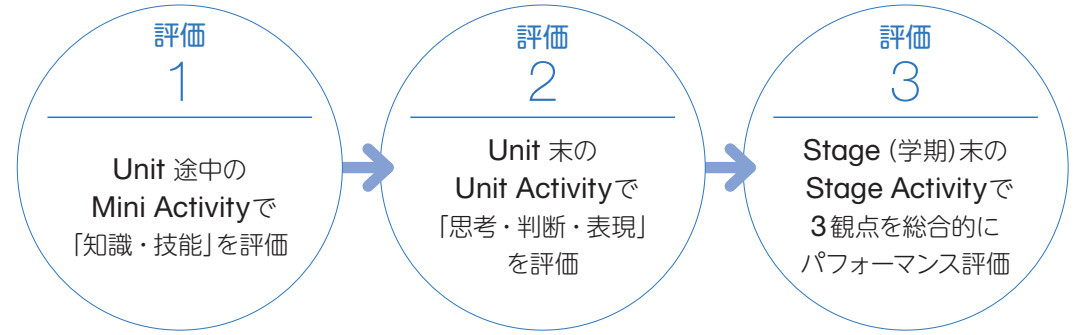 評価
1
Unit 途中の
Mini Activityで
「知識・技能」を評価
評価
2
Unit 末の
Unit Activityで
「思考・判断・表現」
を評価
評価
3
Stage（学期）末の
Stage Activityで
3観点を総合的に
パフォーマンス評価